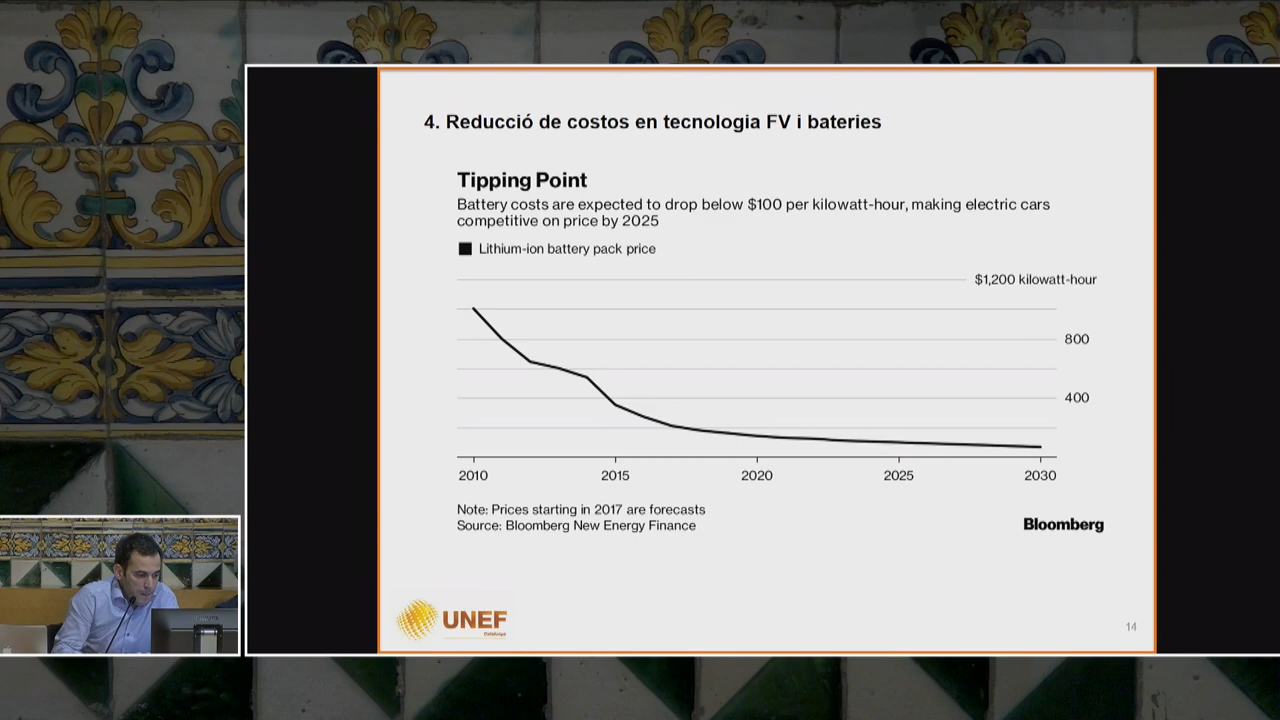 4. Reducció de costos en tecnologia FV i bateries
Tipping Point
Battery costs are expected to drop below $100 per kilowatt-hour, making electric cars
competitive on price by 2025
Lithium-ion battery pack price
$1,200 kilowatt-hour
800
400
2010 2015 2020 2025 2030
Note: Prices starting in 2017 are forecasts
Source: Bloomberg New Energy Finance
Bloomberg
UNEF
Catalunya
14